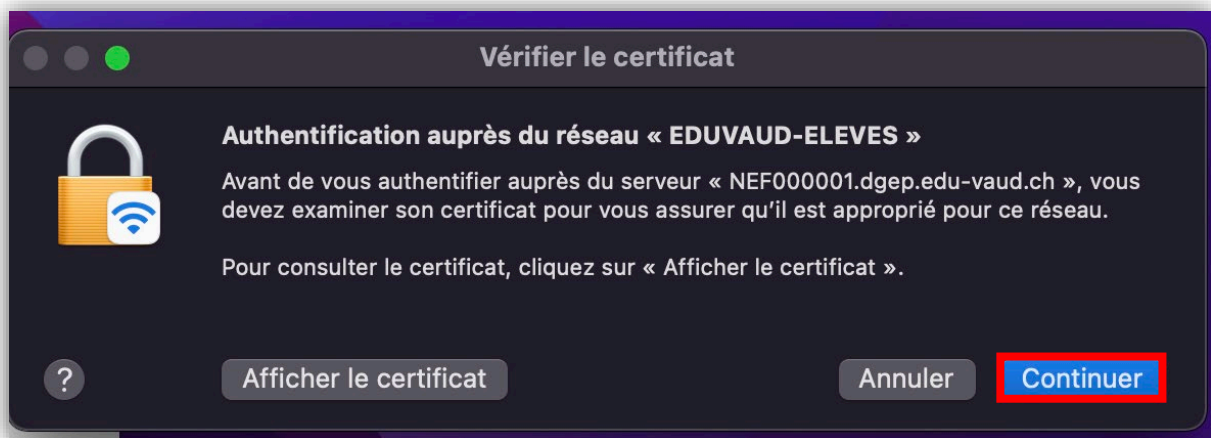 Vérifier le certificat
Authentification auprès du réseau « EDUVAUD-ELEVES »
Avant de vous authentifier auprès du serveur « NEF000001.dgep.edu-vaud.ch », vous
devez examiner son certificat pour vous assurer qu’il est approprié pour ce réseau.
Pour consulter le certificat, cliquez sur « Afficher le certificat ».
? Afficher le certificat Annuler Continuer